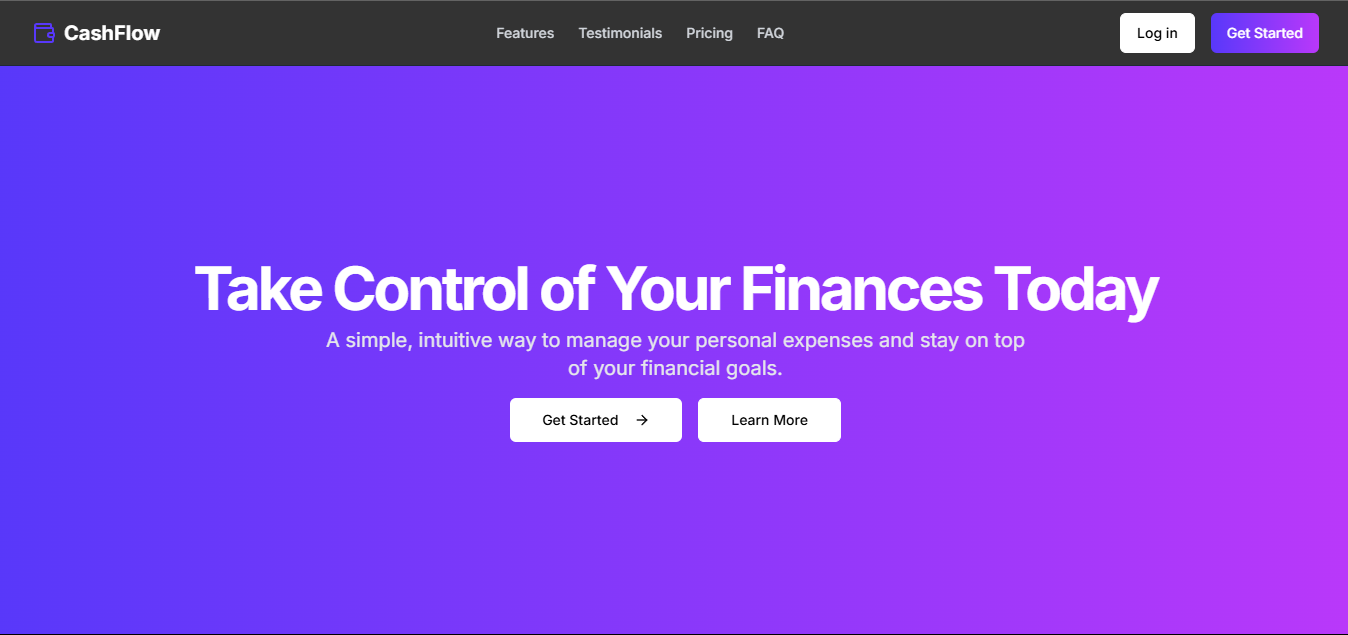 CashFlow
Features
Testimonials
Pricing
FAQ
Log in
Get Started
Take Control of Your Finances Today
A simple, intuitive way to manage your personal expenses and stay on top
of your financial goals.
Get Started
Learn More